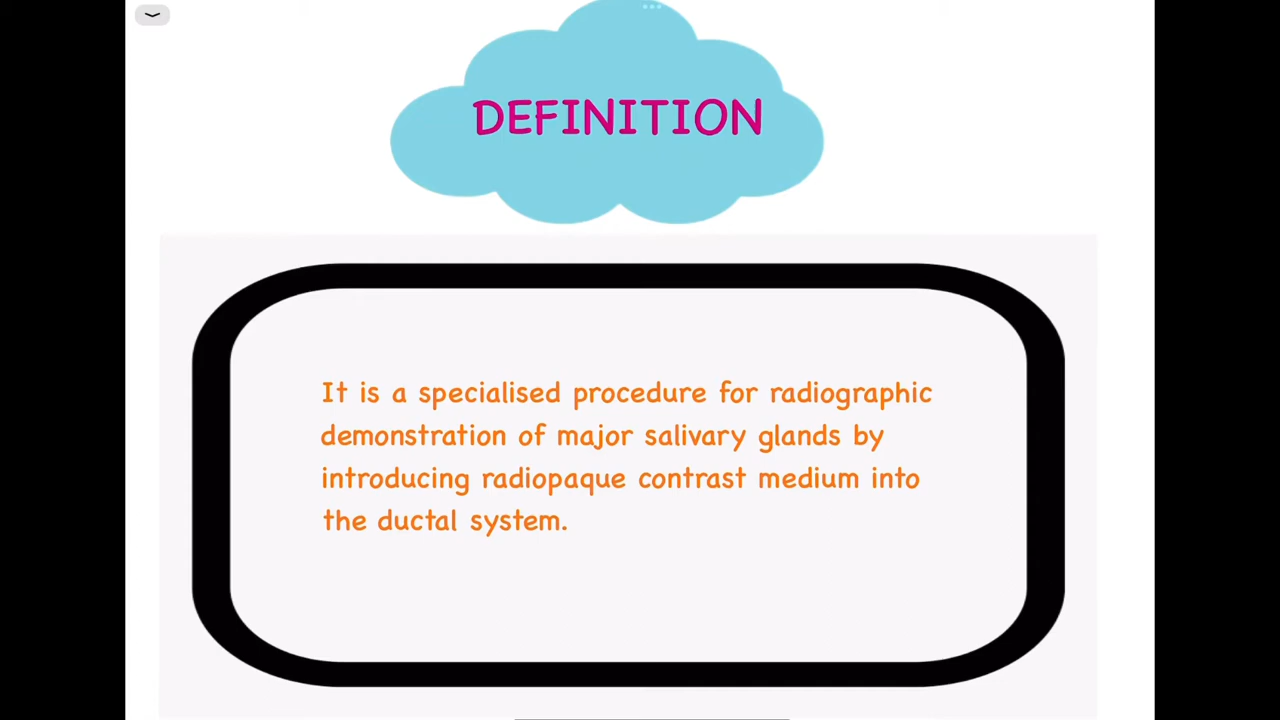 DEFINITION
It is a specialised procedure for radiographic
demonstration of major salivary glands by
introducing radiopaque contrast medium into
the ductal system.